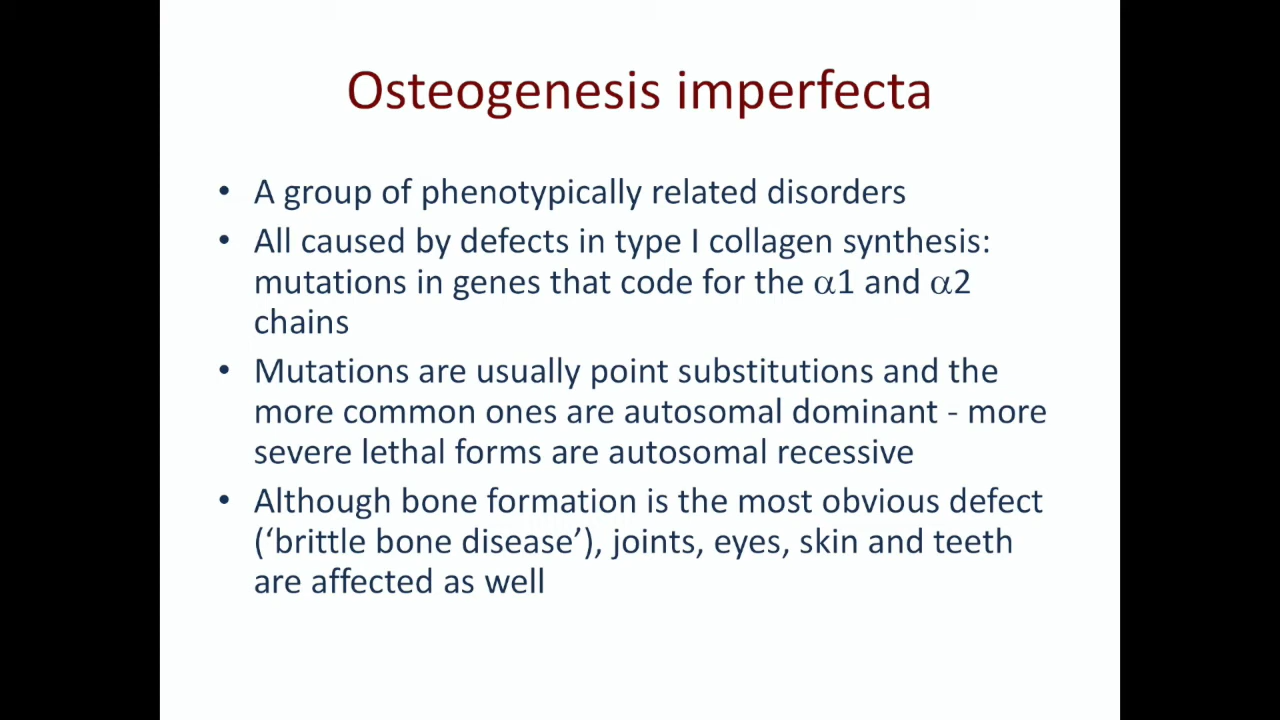 Osteogenesis imperfecta
• A group of phenotypically related disorders
• All caused by defects in type I collagen synthesis:
mutations in genes that code for the α1 and α2
chains
• Mutations are usually point substitutions and the
more common ones are autosomal dominant - more
severe lethal forms are autosomal recessive
• Although bone formation is the most obvious defect
(‘brittle bone disease’), joints, eyes, skin and teeth
are affected as well